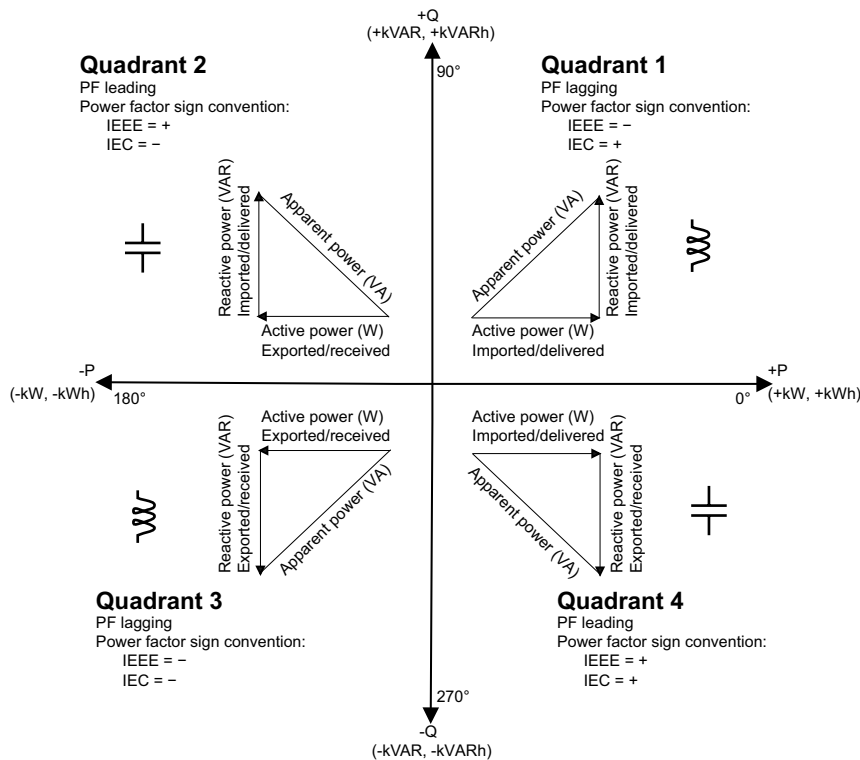 +Q
(+kVAR, +kVARh)
90°
Quadrant 2
PF leading
Power factor sign convention:
IEEE = +
IEC = −
Reactive power (VAR)
Imported/delivered
Apparent power (VA)
Active power (W)
Exported/received
Quadrant 1
PF lagging
Power factor sign convention:
IEEE = −
IEC = +
Apparent power (VA)
Reactive power (VAR)
Imported/delivered
Active power (W)
Imported/delivered
-P
(-kW, -kWh)
180°
0°
+P
(+kW, +kWh)
Active power (W)
Exported/received
Reactive power (VAR)
Exported/received
Apparent power (VA)
Quadrant 3
PF lagging
Power factor sign convention:
IEEE = −
IEC = −
Active power (W)
Imported/delivered
Apparent power (VA)
Reactive power (VAR)
Exported/received
Quadrant 4
PF leading
Power factor sign convention:
IEEE = +
IEC = +
270°
-Q
(-kVAR, -kVARh)